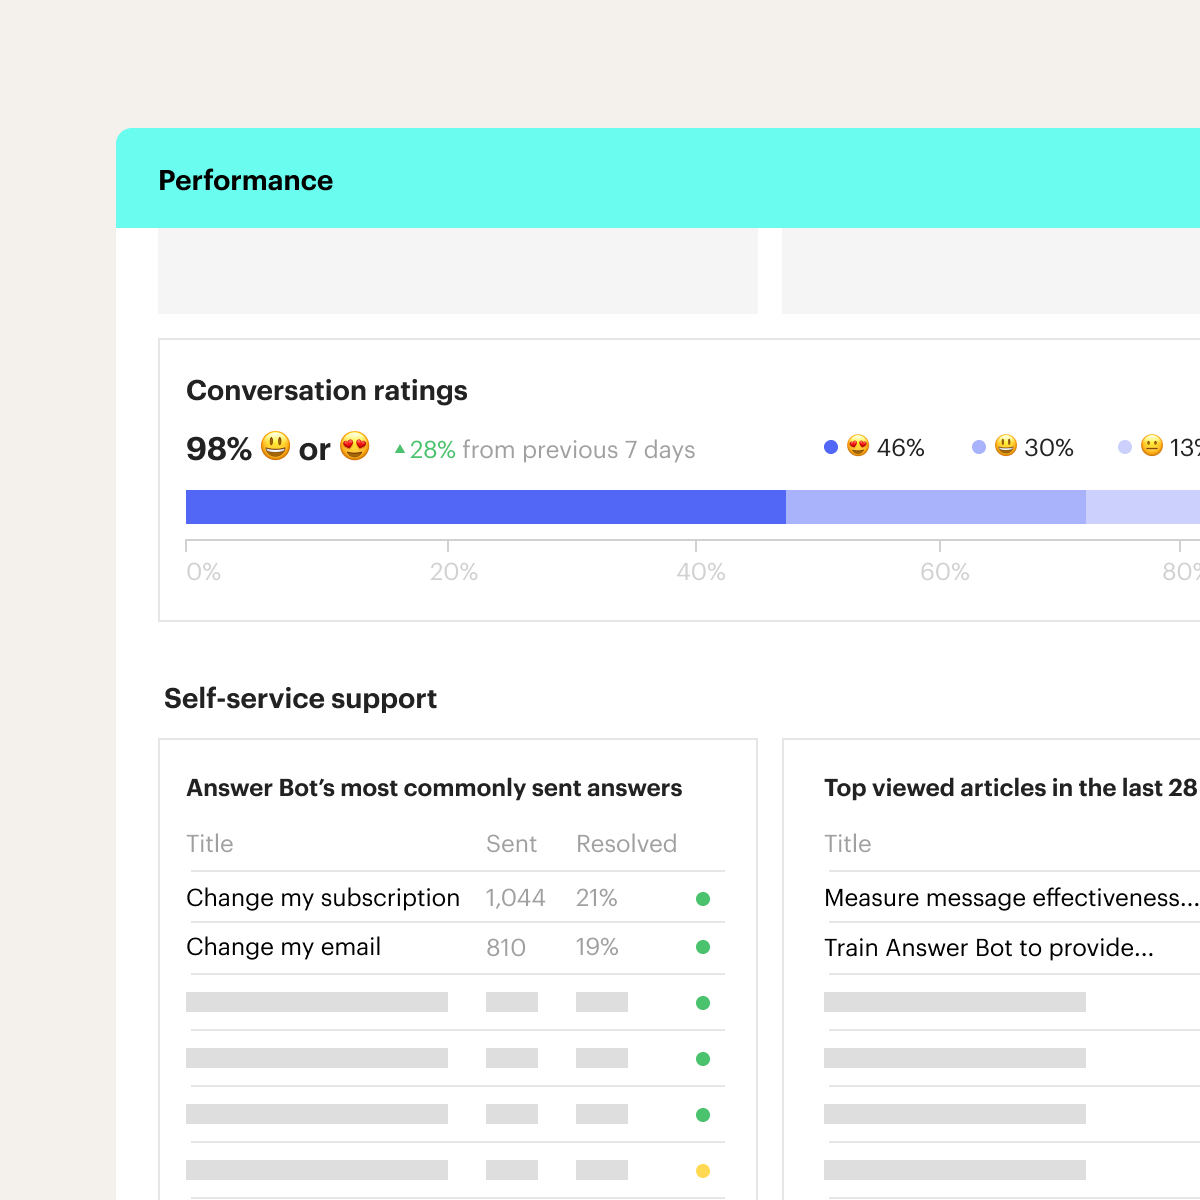 Performance
Conversation ratings
98% 😃 or 😍 ▲28% from previous 7 days
😍 46% 😃 30% 😐 13%
0% 20% 40% 60% 80%
Self-service support
Answer Bot’s most commonly sent answers
Title Sent Resolved
Change my subscription 1,044 21%
Change my email 810 19%
Top viewed articles in the last 28
Title
Measure message effectiveness...
Train Answer Bot to provide...